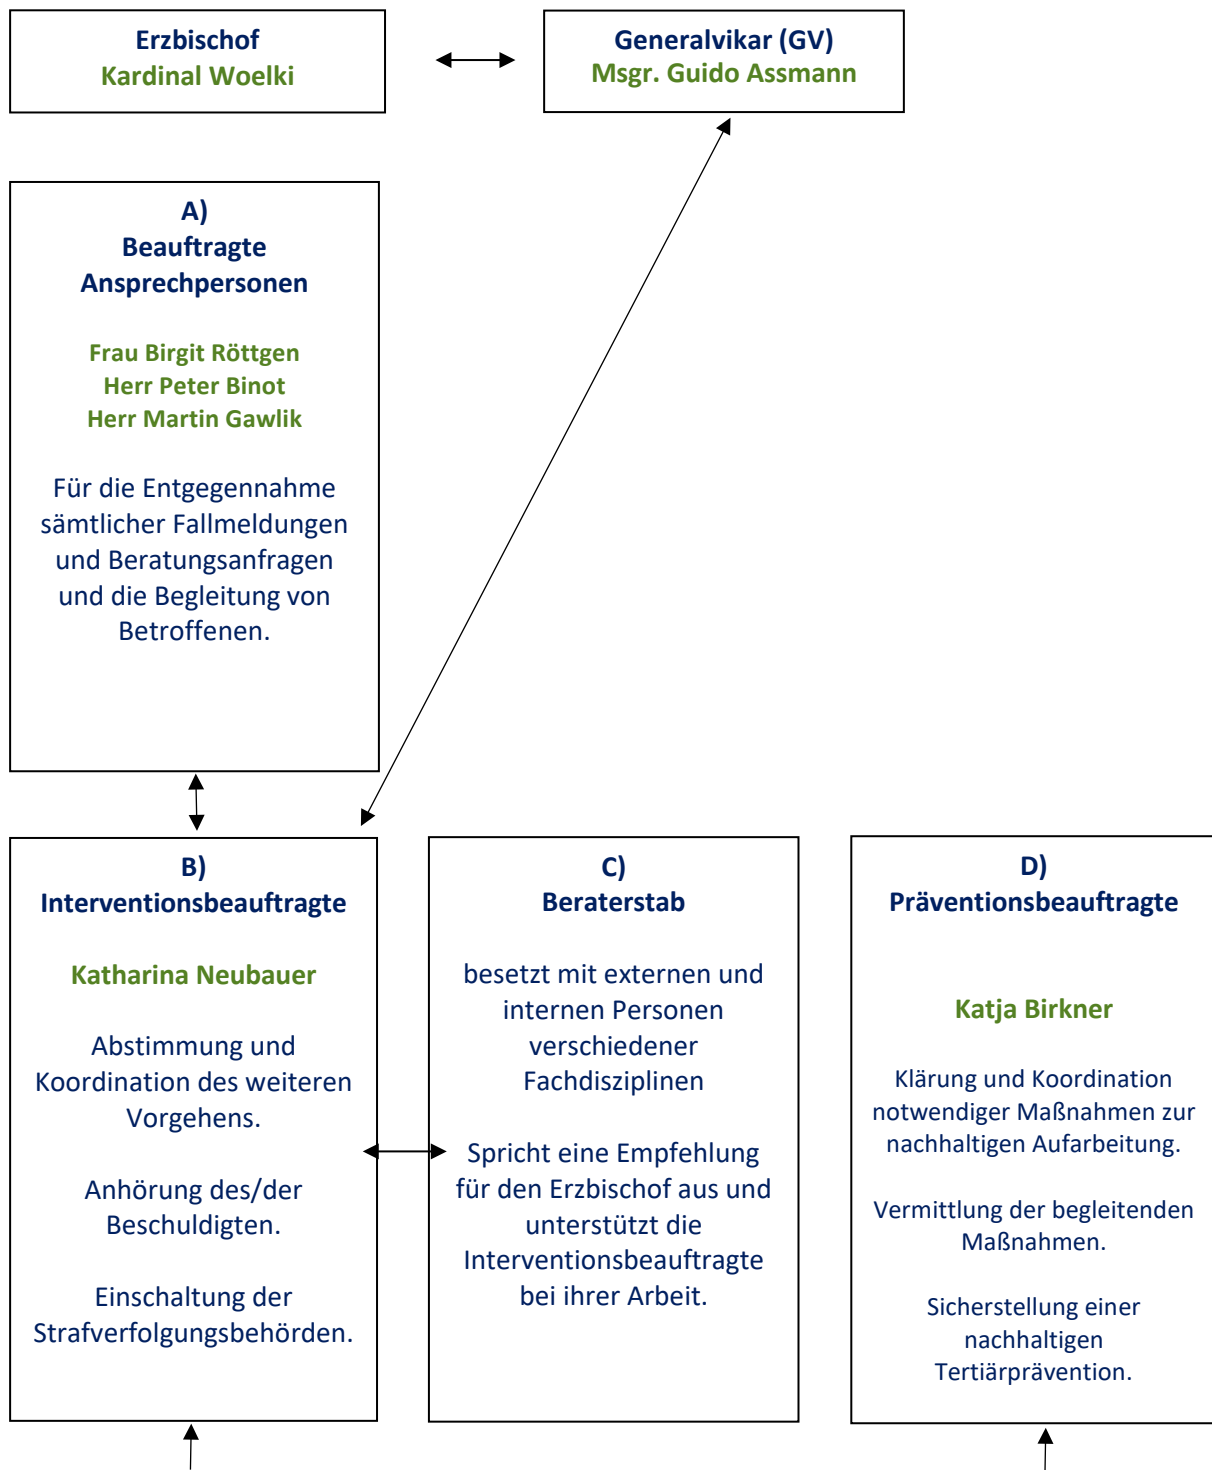 Erzbischof
Kardinal Woelki
Generalvikar (GV)
Msgr. Guido Assmann
A)
Beauftragte
Ansprechpersonen
Frau Birgit Röttgen
Herr Peter Binot
Herr Martin Gawlik
Für die Entgegennahme
sämtlicher Fallmeldungen
und Beratungsanfragen
und die Begleitung von
Betroffenen.
B)
Interventionsbeauftragte
Katharina Neubauer
Abstimmung und
Koordination des weiteren
Vorgehens.
Anhörung des/der
Beschuldigten.
Einschaltung der
Strafverfolgungsbehörden.
C)
Beraterstab
besetzt mit externen und
internen Personen
verschiedener
Fachdisziplinen
Spricht eine Empfehlung
für den Erzbischof aus und
unterstützt die
Interventionsbeauftragte
bei ihrer Arbeit.
D)
Präventionsbeauftragte
Katja Birkner
Klärung und Koordination
notwendiger Maßnahmen zur
nachhaltigen Aufarbeitung.
Vermittlung der begleitenden
Maßnahmen.
Sicherstellung einer
nachhaltigen
Tertiärprävention.